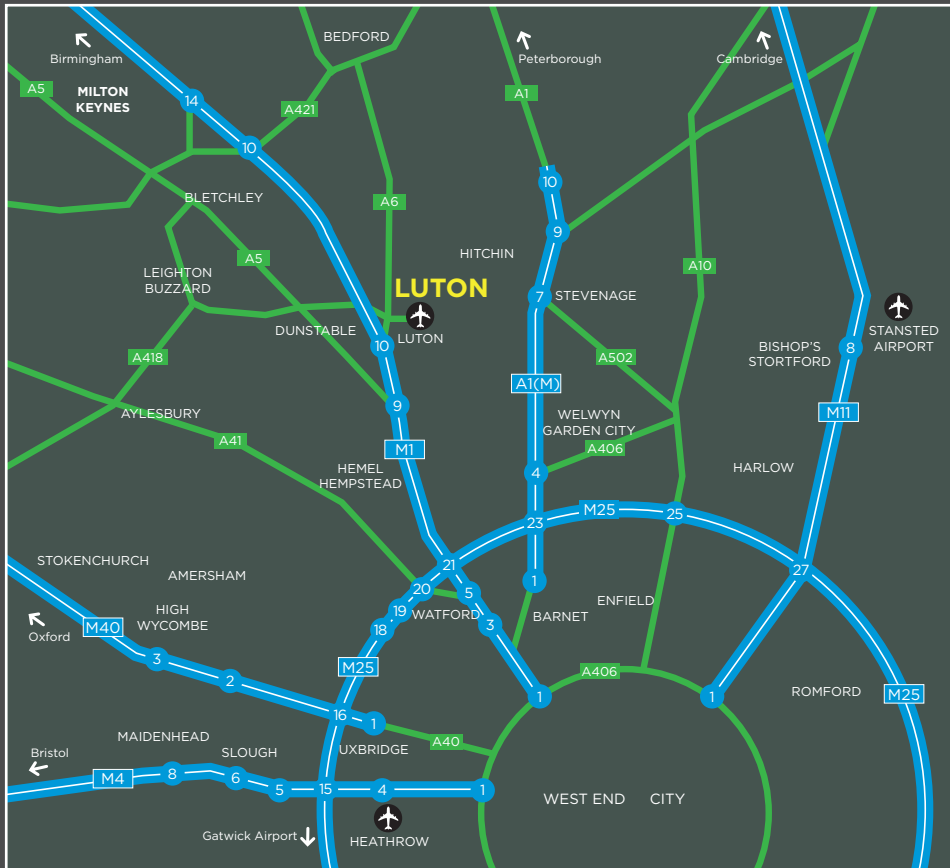 BEDFORD
Birmingham
Peterborough
Cambridge
A5
MILTON
KEYNES
A1
14
A421
10
10
BLETCHLEY
A6
9
HITCHIN
A5
A10
LEIGHTON
BUZZARD
LUTON
7
STEVENAGE
DUNSTABLE
LUTON
STANSTED
AIRPORT
10
BISHOP'S
STORTFORD
8
A418
A502
A1(M)
9
AYLESBURY
WELWYN
GARDEN CITY
M11
A41
M1
A406
HEMEL
HEMPSTEAD
4
HARLOW
23
M25
25
STOKENCHURCH
21
27
AMERSHAM
20
5
1
19
WATFORD
BARNET
ENFIELD
HIGH
WYCOMBE
Oxford
M40
18
3
3
M25
A406
2
1
1
ROMFORD
M25
16
1
MAIDENHEAD
A40
Bristol
SLOUGH
UXBRIDGE
M4
8
6
5
15
4
1
WEST END
CITY
Gatwick Airport
HEATHROW